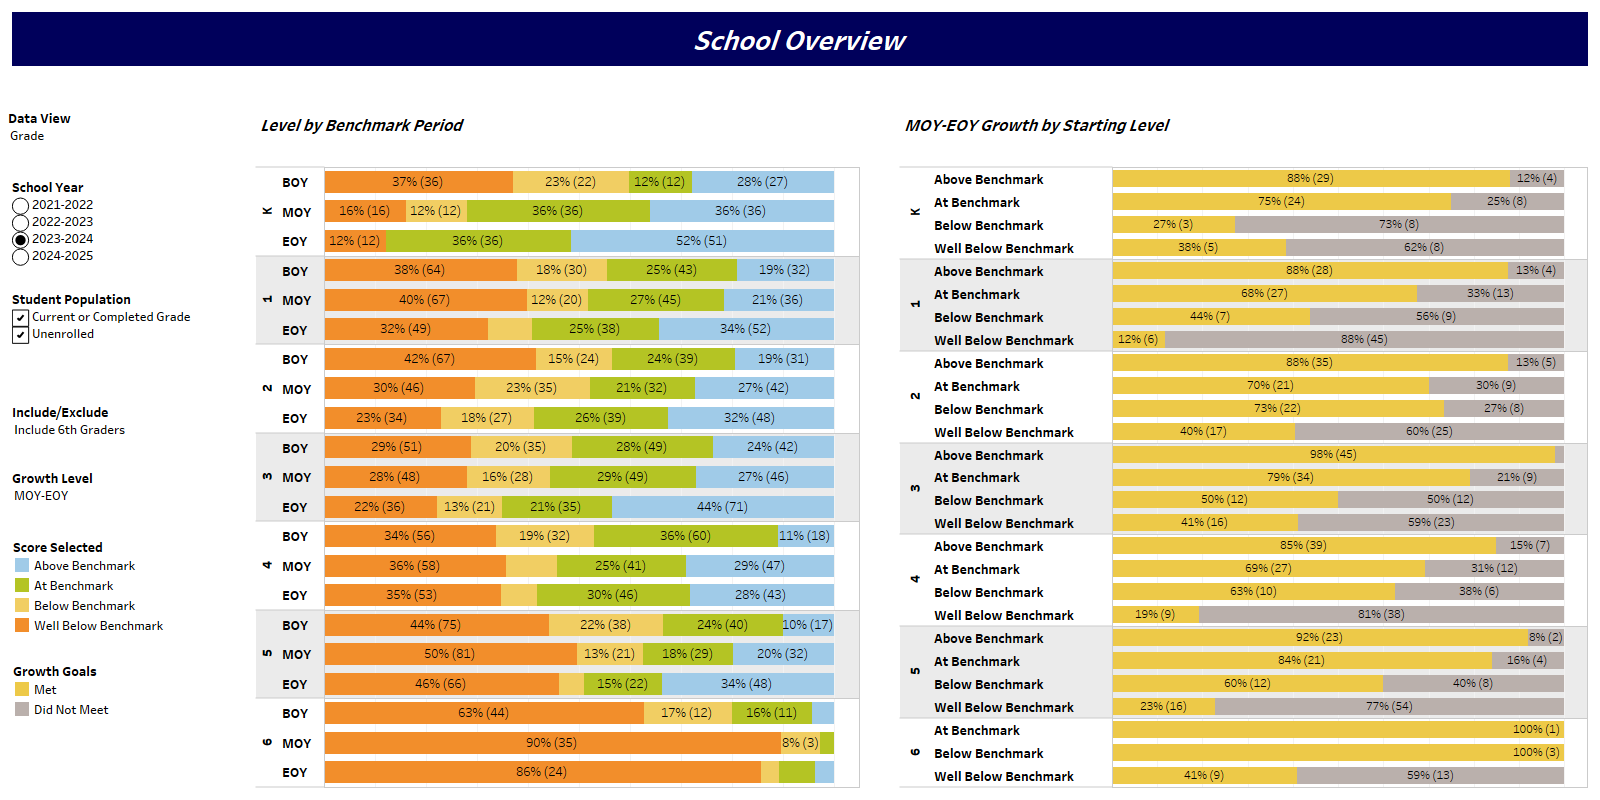 School Overview
Data View
Grade
School Year
2021-2022
2022-2023
2023-2024
2024-2025
Student Population
Current or Completed Grade
Unenrolled
Include/Exclude
Include 6th Graders
Growth Level
MOY-EOY
Score Selected
Above Benchmark
At Benchmark
Below Benchmark
Well Below Benchmark
Growth Goals
Met
Did Not Meet
Level by Benchmark Period
K
BOY 37% (36) 23% (22) 12% (12) 28% (27)
MOY 16% (16) 12% (12) 36% (36) 36% (36)
EOY 12% (12) 36% (36) 52% (51)
1
BOY 38% (64) 18% (30) 25% (43) 19% (32)
MOY 40% (67) 12% (20) 27% (45) 21% (36)
EOY 32% (49) 25% (38) 34% (52)
2
BOY 42% (67) 15% (24) 24% (39) 19% (31)
MOY 30% (46) 23% (35) 21% (32) 27% (42)
EOY 23% (34) 18% (27) 26% (39) 32% (48)
3
BOY 29% (51) 20% (35) 28% (49) 24% (42)
MOY 28% (48) 16% (28) 29% (49) 27% (46)
EOY 22% (36) 13% (21) 21% (35) 44% (71)
4
BOY 34% (56) 19% (32) 36% (60) 11% (18)
MOY 36% (58) 25% (41) 29% (47)
EOY 35% (53) 30% (46) 28% (43)
5
BOY 44% (75) 22% (38) 24% (40) 10% (17)
MOY 50% (81) 13% (21) 18% (29) 20% (32)
EOY 46% (66) 15% (22) 34% (48)
6
BOY 63% (44) 17% (12) 16% (11)
MOY 90% (35) 8% (3)
EOY 86% (24)
MOY-EOY Growth by Starting Level
K
Above Benchmark 88% (29) 12% (4)
At Benchmark 75% (24) 25% (8)
Below Benchmark 27% (3) 73% (8)
Well Below Benchmark 38% (5) 62% (8)
1
Above Benchmark 88% (28) 13% (4)
At Benchmark 68% (27) 33% (13)
Below Benchmark 44% (7) 56% (9)
Well Below Benchmark 12% (6) 88% (45)
2
Above Benchmark 88% (35) 13% (5)
At Benchmark 70% (21) 30% (9)
Below Benchmark 73% (22) 27% (8)
Well Below Benchmark 40% (17) 60% (25)
3
Above Benchmark 98% (45)
At Benchmark 79% (34) 21% (9)
Below Benchmark 50% (12) 50% (12)
Well Below Benchmark 41% (16) 59% (23)
4
Above Benchmark 85% (39) 15% (7)
At Benchmark 69% (27) 31% (12)
Below Benchmark 63% (10) 38% (6)
Well Below Benchmark 19% (9) 81% (38)
5
Above Benchmark 92% (23) 8% (2)
At Benchmark 84% (21) 16% (4)
Below Benchmark 60% (12) 40% (8)
Well Below Benchmark 23% (16) 77% (54)
6
At Benchmark 100% (1)
Below Benchmark 100% (3)
Well Below Benchmark 41% (9) 59% (13)